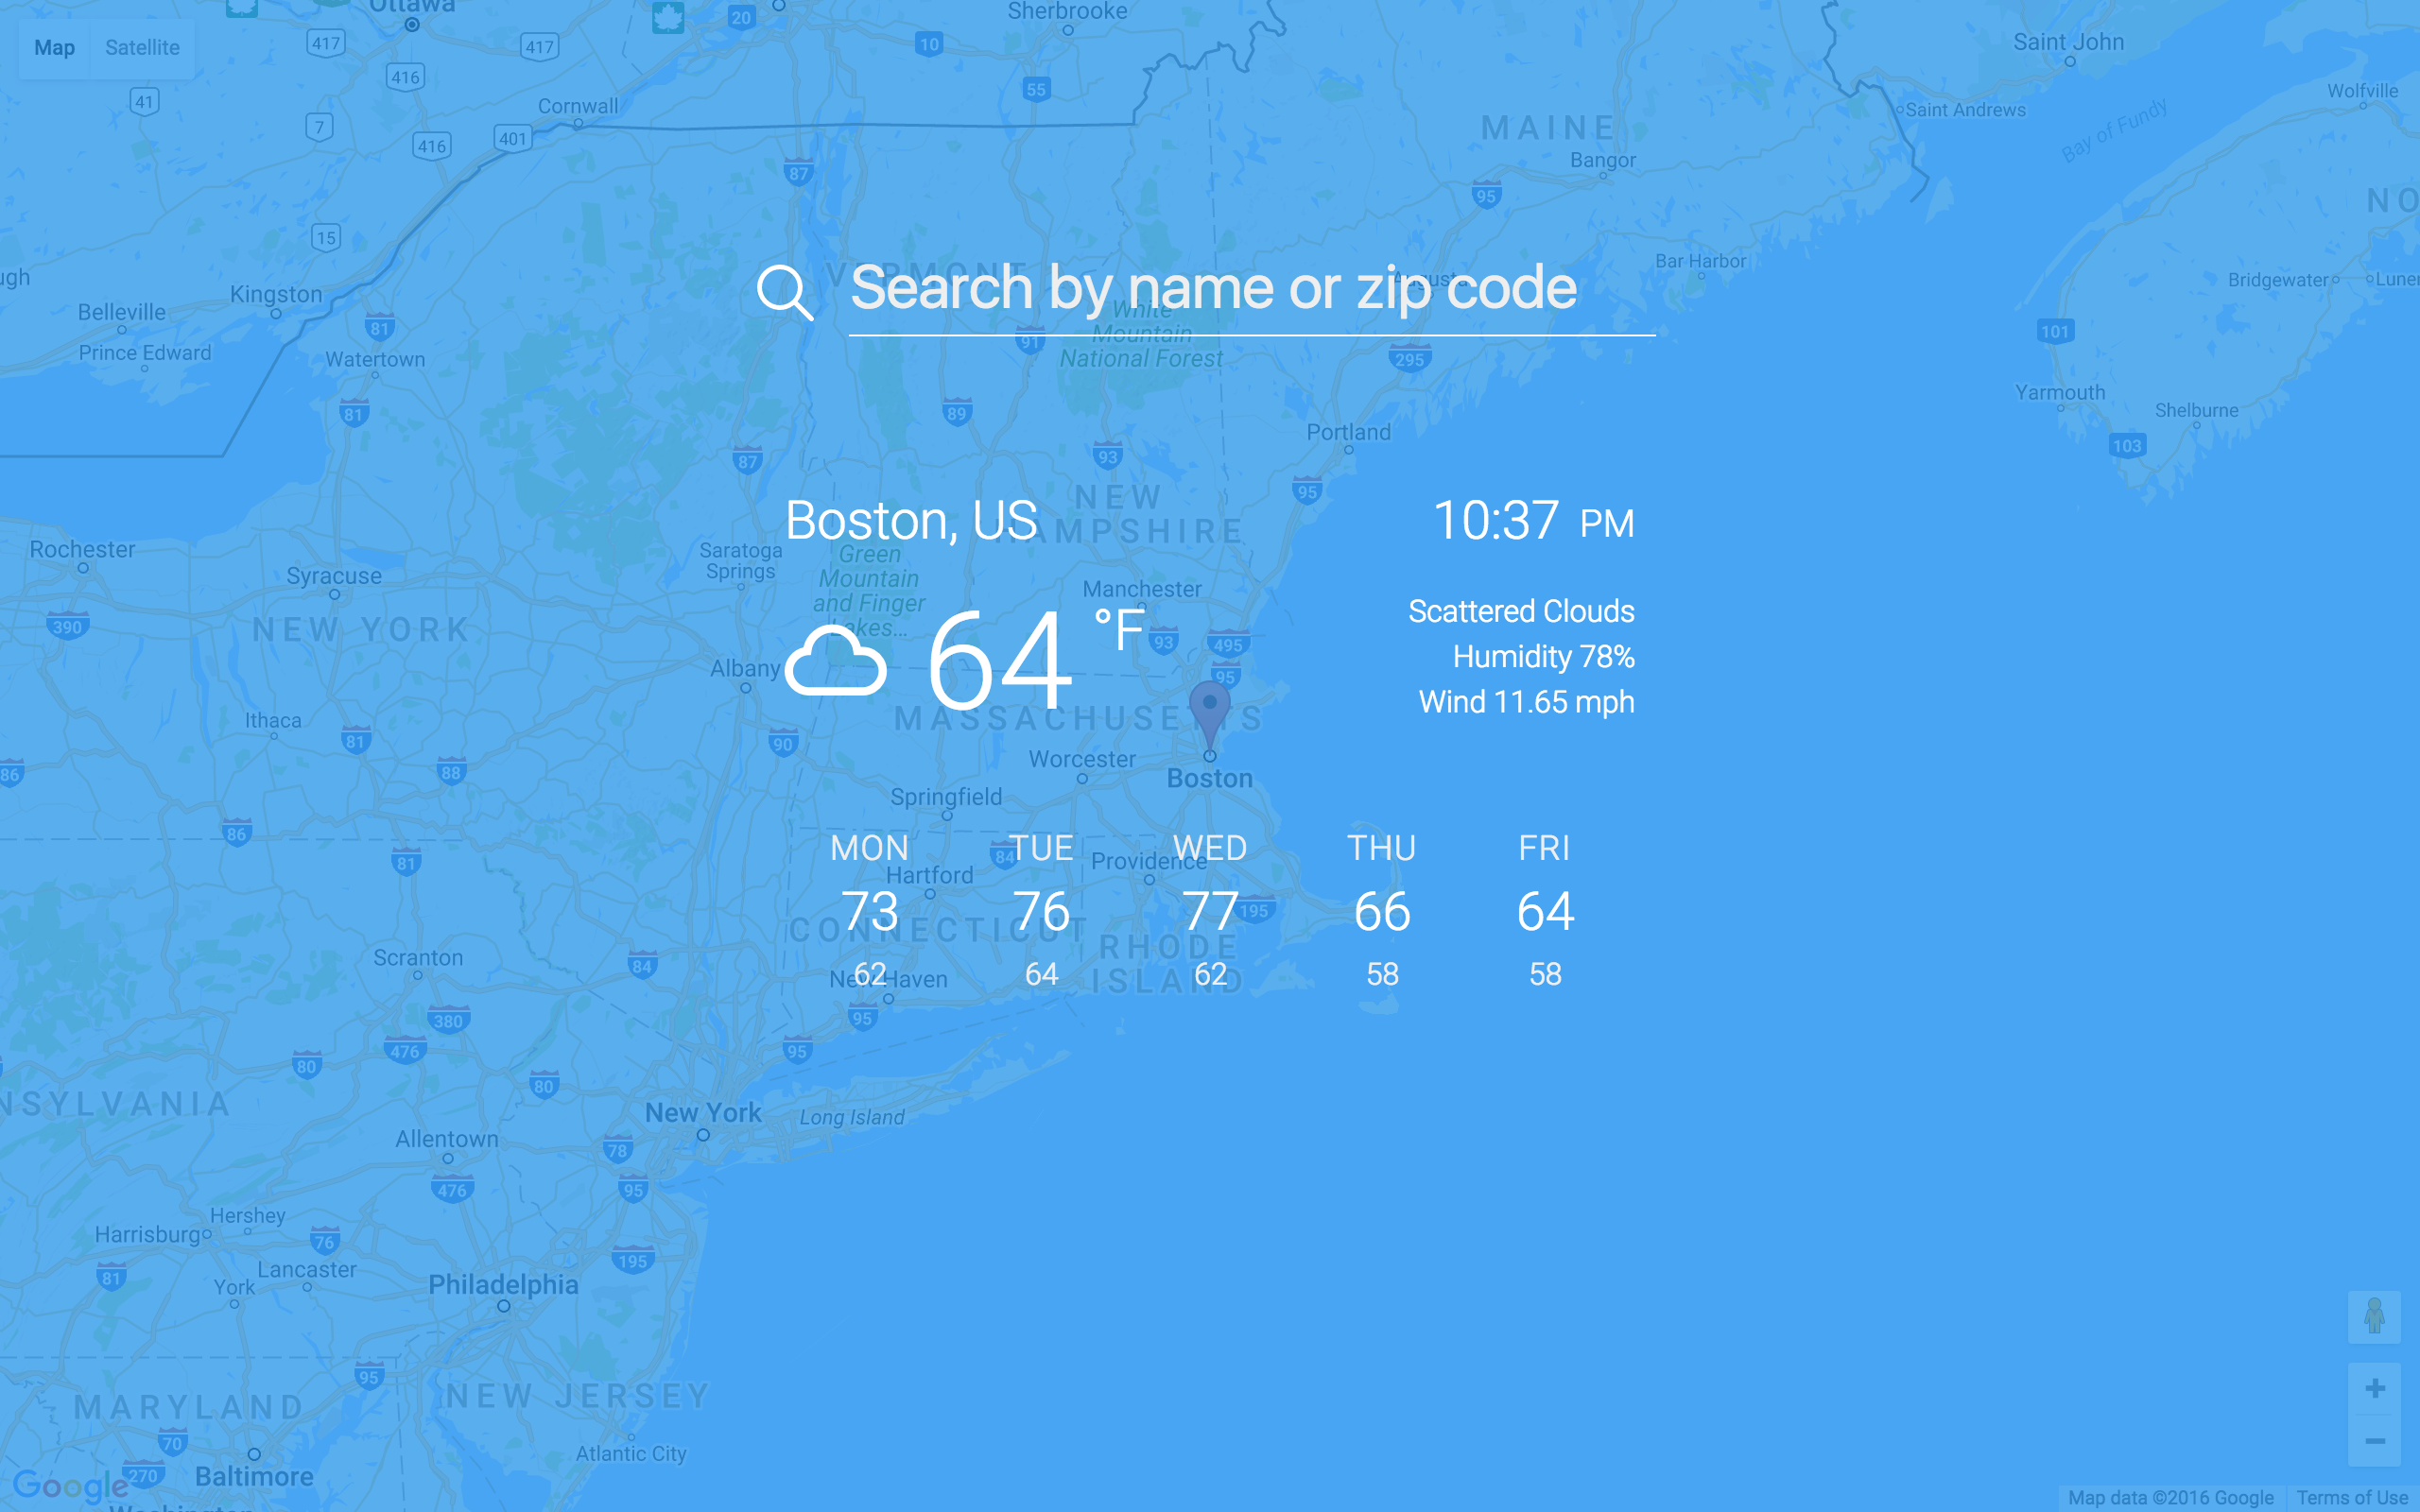 Ottawa
20
Sherbrooke
Map Satellite
417
417
10
Saint John
416
55
41
Cornwall
Wolfville
Saint Andrews
Bay of Fundy
7
401
416
MAINE
Bangor
87
95
NO
15
VERMONT
Search by name or zip code
Augusta
Bar Harbor
ugh
Kingston
Belleville
Bridgewater
Lunen
White
Mountain
National Forest
81
91
Prince Edward
Watertown
295
101
81
89
Yarmouth
Shelburne
Portland
87
93
103
95
NEW
HAMPSHIRE
Boston, US
10:37 PM
Rochester
Saratoga
Springs
Green
Mountain
and Finger
Lakes...
Syracuse
Manchester
Scattered Clouds
390
NEW YORK
64 °F
93
495
Humidity 78%
Albany
95
Wind 11.65 mph
Ithaca
MASSACHUSETTS
81
90
Worcester
86
88
Boston
Springfield
86
MON TUE WED THU FRI
81
84
Providence
Hartford
73 76 77 66 64
195
CONNECTICUT
RHODE
ISLAND
Scranton
84
62 64 62 58 58
New Haven
380
95
476
80
95
80
NSYLVANIA
New York
Long Island
Allentown
78
476
95
Hershey
Harrisburg
76
195
81
Lancaster
York
Philadelphia
95
MARYLAND
NEW JERSEY
70
Atlantic City
270
Baltimore
Google
Washington
+
−
Map data ©2016 Google Terms of Use